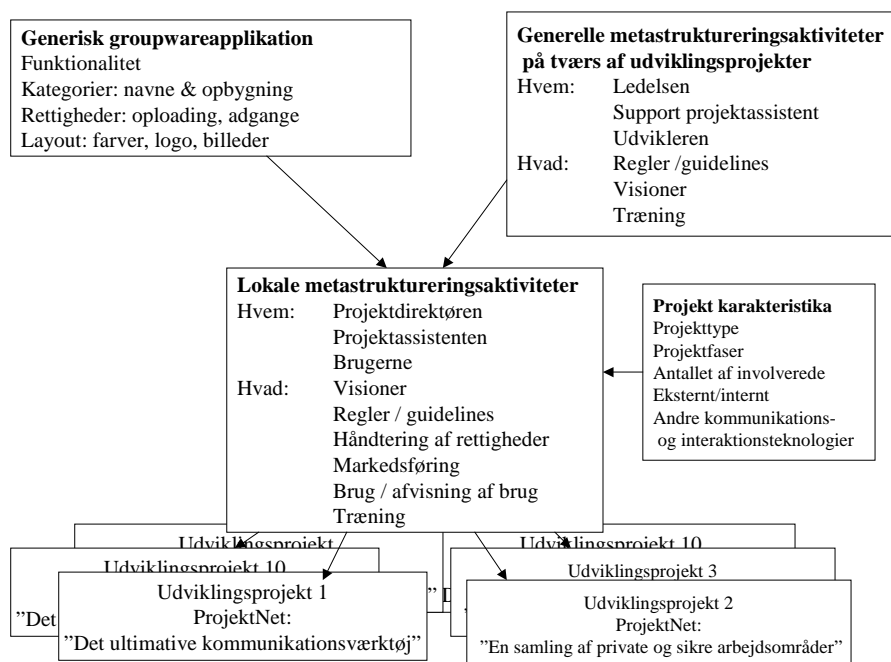 Generisk groupwareapplikation
Funktionalitet
Kategorier: navne & opbygning
Rettigheder: oploading, adgange
Layout: farver, logo, billeder
Generelle metastruktureringsaktiviteter
på tværs af udviklingsprojekter
Hvem: Ledelsen
Support projektassistent
Udvikleren
Hvad: Regler /guidelines
Visioner
Træning
Lokale metastruktureringsaktiviteter
Hvem: Projektdirektøren
Projektassistenten
Brugerne
Hvad: Visioner
Regler / guidelines
Håndtering af rettigheder
Markedsføring
Brug / afvisning af brug
Træning
Projekt karakteristika
Projekttype
Projektfaser
Antallet af involverede
Eksternt/internt
Andre kommunikations-
og interaktionsteknologier
Udviklingsprojekt
Udviklingsprojekt 10
”Det
Udviklingsprojekt 1
ProjektNet:
”Det ultimative kommunikationsværktøj”
Udviklingsprojekt 10
Udviklingsprojekt 3
Udviklingsprojekt 2
ProjektNet:
”En samling af private og sikre arbejdsområder”